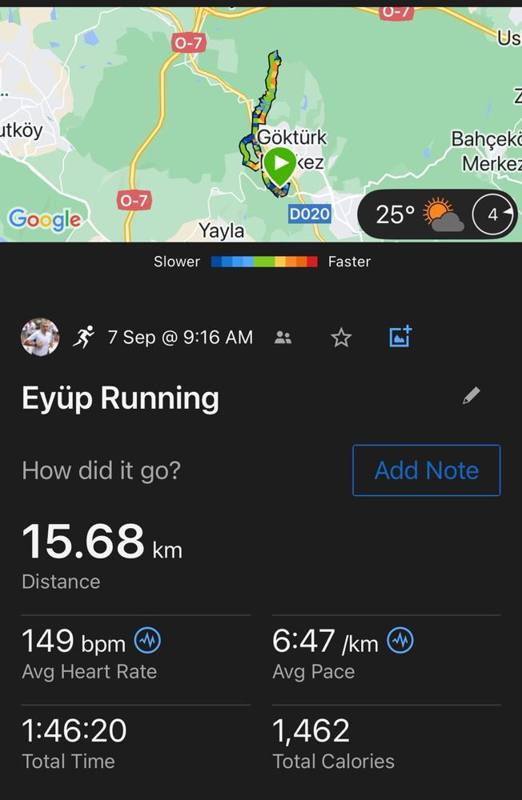 O-7
O-7
Us
utköy
Göktürk
kez
Bahçekö
Merkez
O-7
D020
Google
Yayla
25°
4
Slower
Faster
7 Sep @ 9:16 AM
Eyüp Running
How did it go?
Add Note
15.68 km
Distance
149 bpm
6:47 /km
Avg Heart Rate
Avg Pace
1:46:20
1,462
Total Time
Total Calories